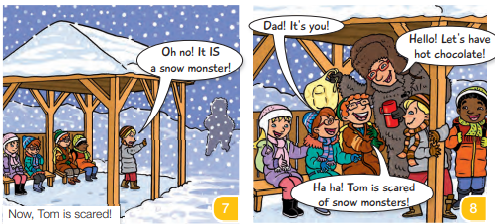 Oh no! It IS
a snow monster!
Now, Tom is scared!
7
Dad! It's you!
Hello! Let's have
hot chocolate!
Ha ha! Tom is scared
of snow monsters!
8